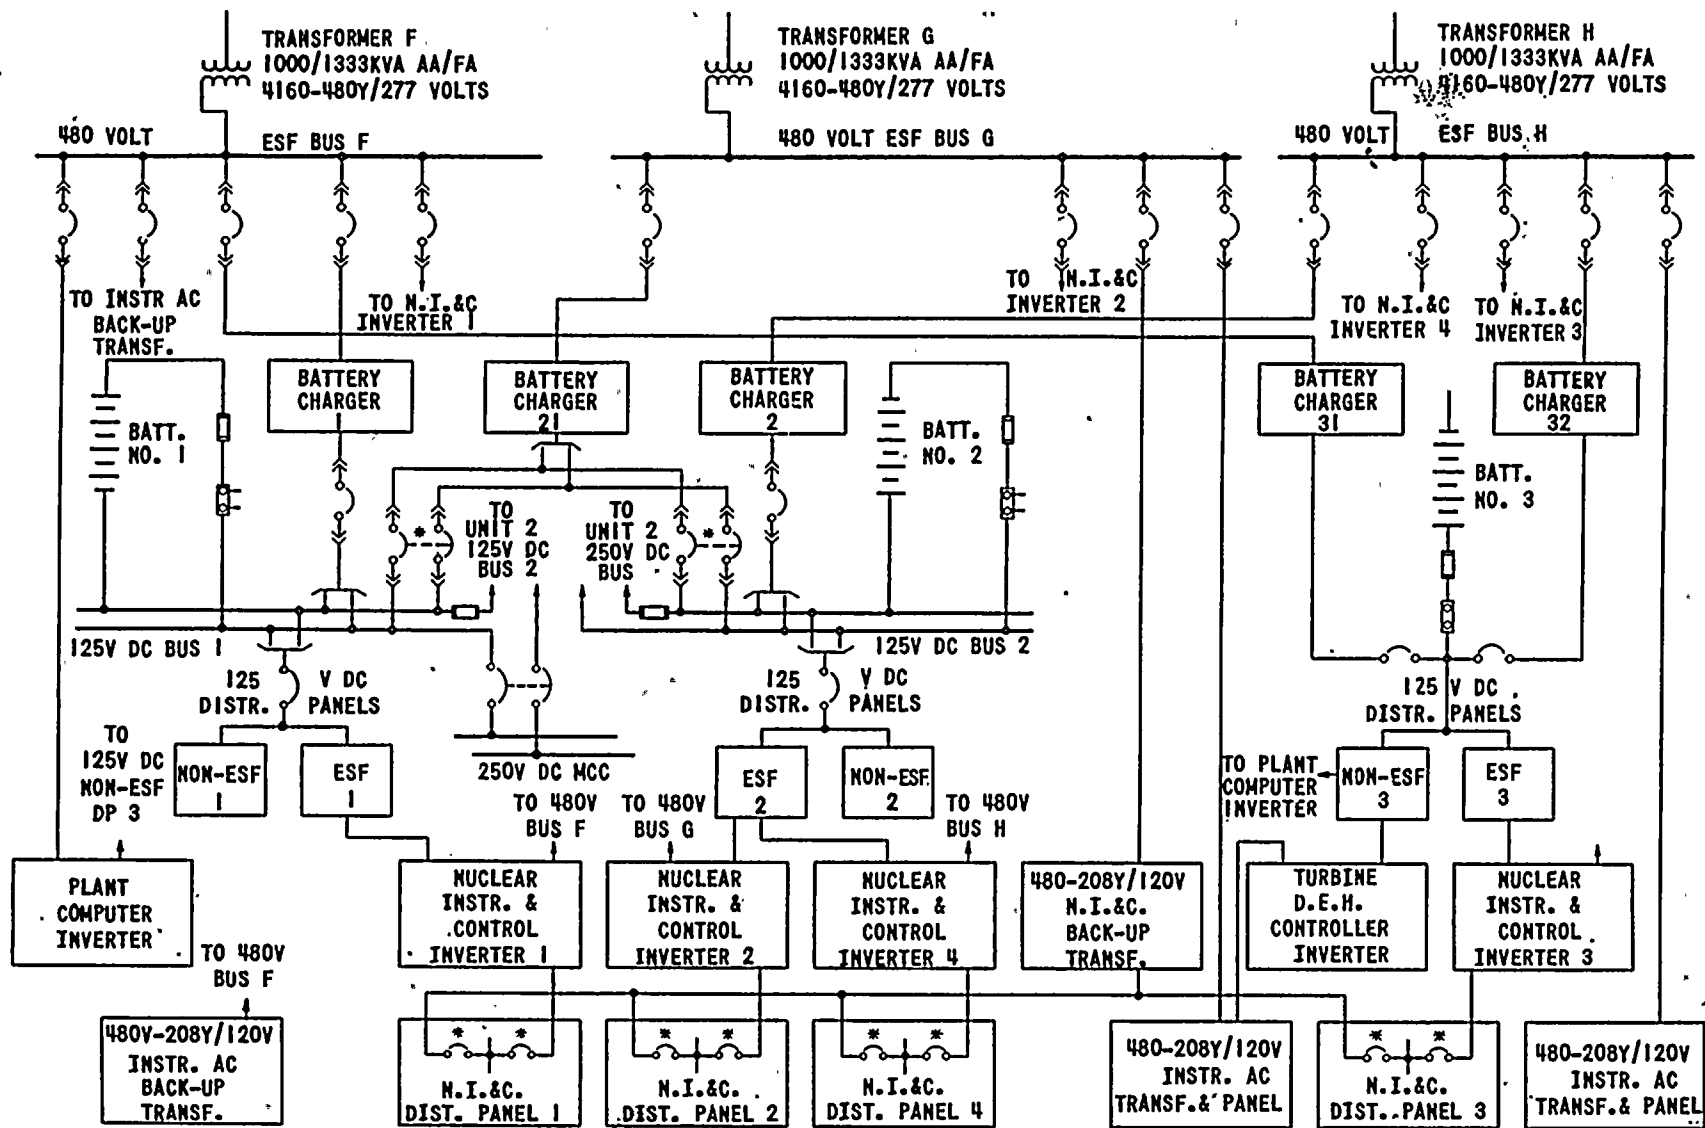 TRANSFORMER F
1000/1333KVA AA/FA
4160-480Y/277 VOLTS
TRANSFORMER G
1000/1333KVA AA/FA
4160-480Y/277 VOLTS
TRANSFORMER H
1000/1333KVA AA/FA
4160-480Y/277 VOLTS
480 VOLT
ESF BUS F
480 VOLT ESF BUS G
480 VOLT
ESF BUS H
TO INSTR AC
BACK-UP
TRANSF.
TO N.I.&C
INVERTER 1
TO N.I.&C
INVERTER 2
TO N.I.&C
INVERTER 4
TO N.I.&C
INVERTER 3
BATTERY
CHARGER
1
BATTERY
CHARGER
21
BATTERY
CHARGER
2
BATTERY
CHARGER
31
BATTERY
CHARGER
32
BATT.
NO. 1
BATT.
NO. 2
BATT.
NO. 3
*
TO
UNIT 2
125V DC
BUS 2
TO
UNIT 2
250V DC
BUS
*
125V DC BUS 1
125V DC BUS 2
125 V DC
DISTR. PANELS
125 V DC
DISTR. PANELS
125 V DC
DISTR. PANELS
TO
125V DC
NON-ESF
DP 3
NON-ESF
1
ESF
1
250V DC MCC
ESF
2
NON-ESF
2
TO PLANT
COMPUTER
INVERTER
NON-ESF
3
ESF
3
TO 480V
BUS F
TO 480V
BUS G
TO 480V
BUS H
PLANT
COMPUTER
INVERTER
NUCLEAR
INSTR. &
CONTROL
INVERTER 1
NUCLEAR
INSTR. &
CONTROL
INVERTER 2
NUCLEAR
INSTR. &
CONTROL
INVERTER 4
480-208Y/120V
N.I.&C.
BACK-UP
TRANSF.
TURBINE
D.E.H.
CONTROLLER
INVERTER
NUCLEAR
INSTR. &
CONTROL
INVERTER 3
TO 480V
BUS F
480V-208Y/120V
INSTR. AC
BACK-UP
TRANSF.
* *
N.I.&C.
DIST. PANEL 1
* *
N.I.&C.
DIST. PANEL 2
* *
N.I.&C.
DIST. PANEL 4
480-208Y/120V
INSTR. AC
TRANSF.& PANEL
* *
N.I.&C.
DIST. PANEL 3
480-208Y/120V
INSTR. AC
TRANSF.& PANEL